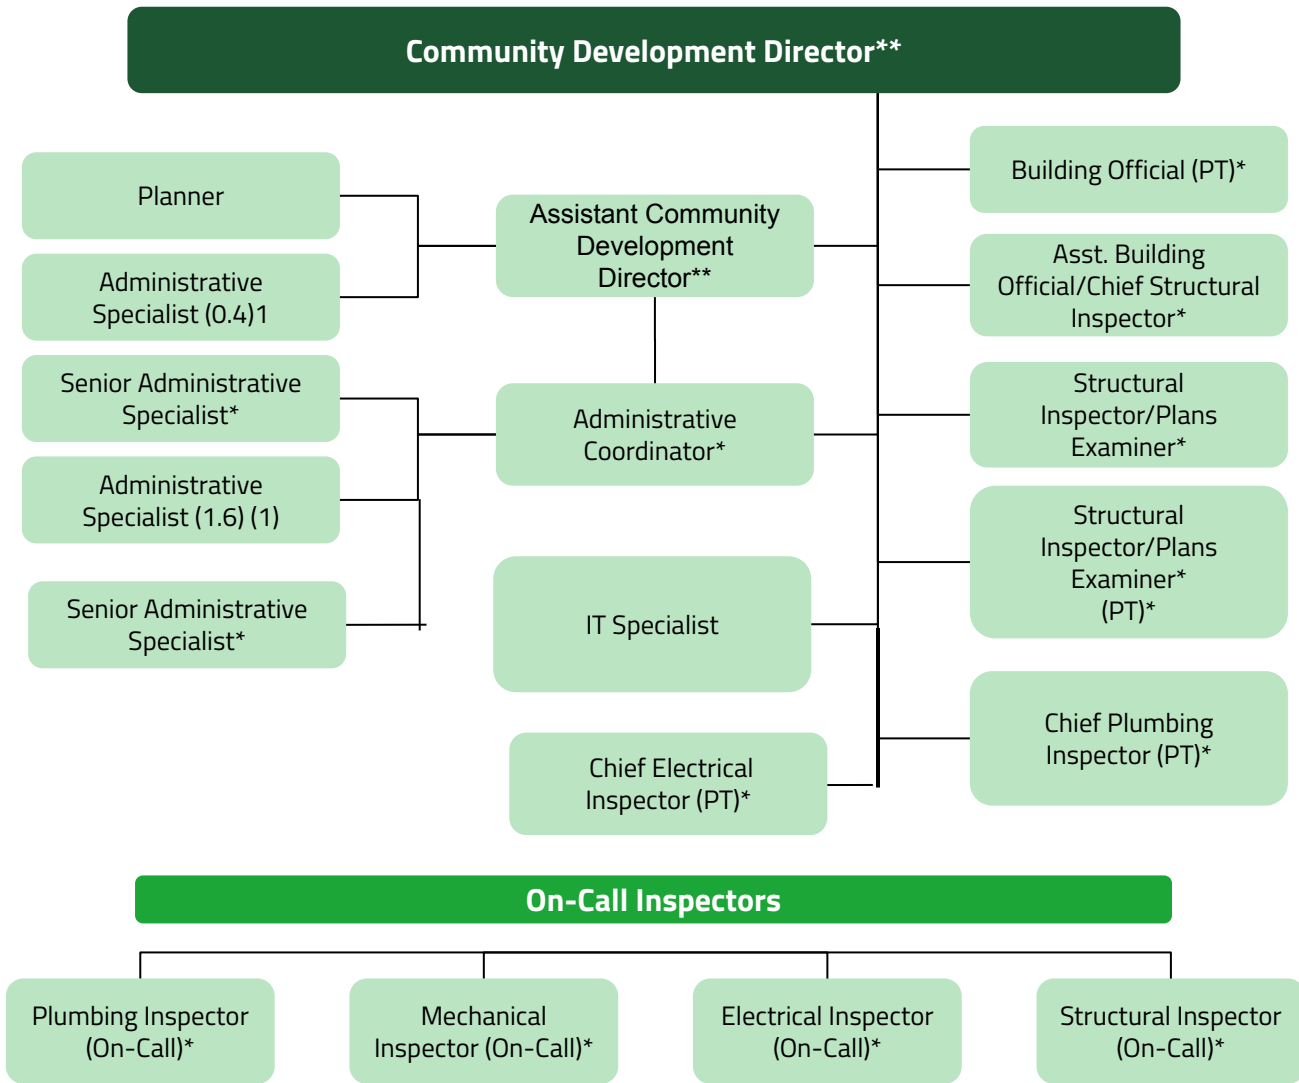 Community Development Director**
Planner
Administrative
Specialist (0.4)1
Senior Administrative
Specialist*
Administrative
Specialist (1.6) (1)
Senior Administrative
Specialist*
Assistant Community
Development
Director**
Administrative
Coordinator*
IT Specialist
Chief Electrical
Inspector (PT)*
Building Official (PT)*
Asst. Building
Official/Chief Structural
Inspector*
Structural
Inspector/Plans
Examiner*
Structural
Inspector/Plans
Examiner*
(PT)*
Chief Plumbing
Inspector (PT)*
On-Call Inspectors
Plumbing Inspector
(On-Call)*
Mechanical
Inspector (On-Call)*
Electrical Inspector
(On-Call)*
Structural Inspector
(On-Call)*